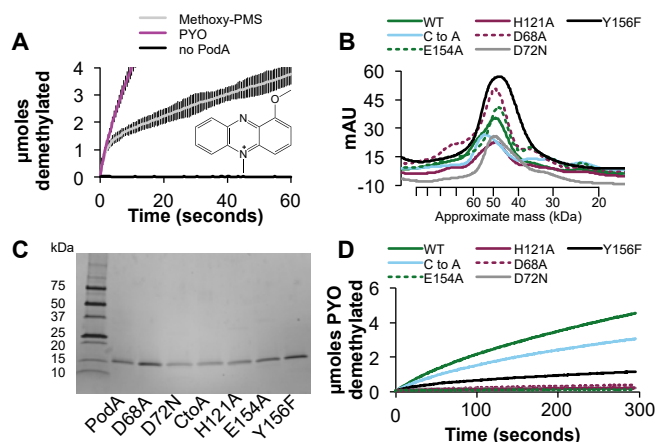 A
Methoxy-PMS
PYO
no PodA
µmoles
demethylated
4
3
2
1
0
0 20 40 60
Time (seconds)
N
O
N
+
B
WT
H121A
Y156F
C to A
D68A
E154A
D72N
mAU
60
45
30
15
-10
60 50 40 30 20
Approximate mass (kDa)
C
kDa
75
50
37
25
20
15
10
PodA
D68A
D72N
CtoA
H121A
E154A
Y156F
D
WT
H121A
Y156F
C to A
D68A
E154A
D72N
µmoles PYO
demethylated
6
4
2
0
0 100 200 300
Time (seconds)